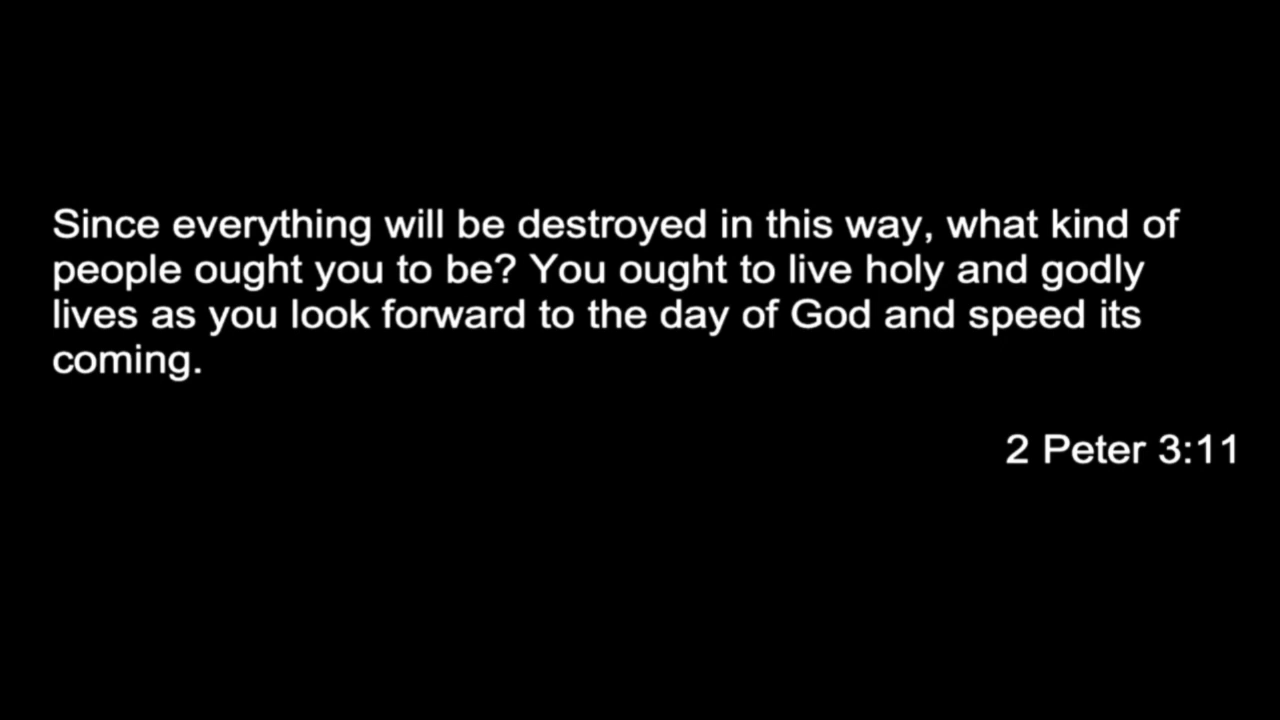 Since everything will be destroyed in this way, what kind of
people ought you to be? You ought to live holy and godly
lives as you look forward to the day of God and speed its
coming.
2 Peter 3:11